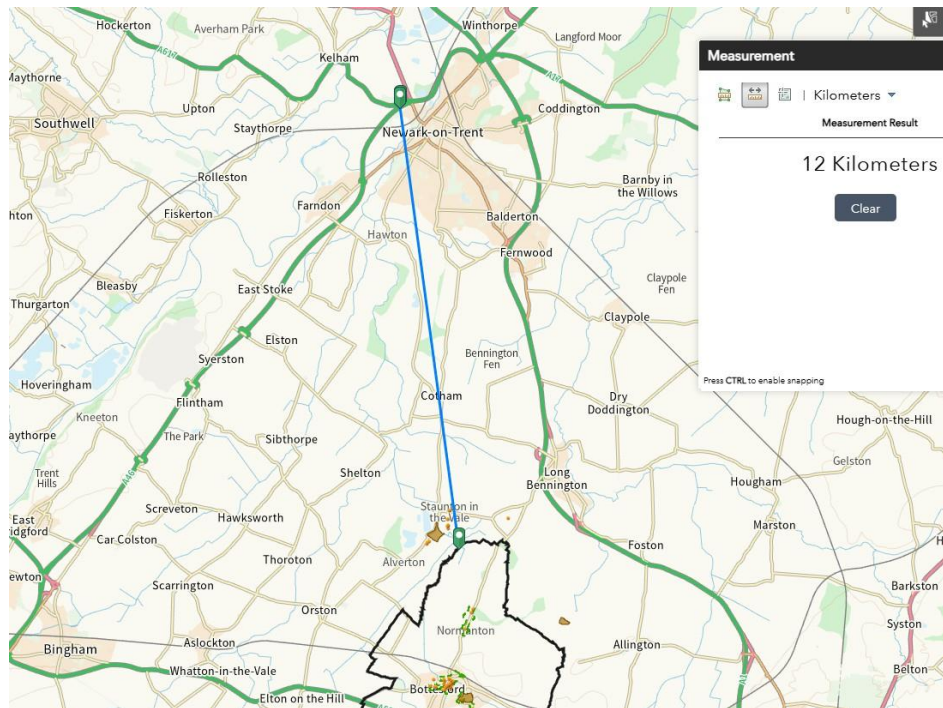 Hockerton
Averham Park
Winthorpe
Langford Moor
A617
Kelham
A17
Maythorne
Upton
Coddington
Southwell
Staythorpe
Newark-on-Trent
Rolleston
Barnby in
the Willows
Farndon
Fiskerton
Balderton
Hawton
Fernwood
Bleasby
East Stoke
Claypole
Fen
Thurgarton
Claypole
Elston
Syerston
Bennington
Fen
Hoveringham
Flintham
Cotham
Dry
Doddington
Kneeton
The Park
Sibthorpe
Hough-on-the-Hill
Gelston
Trent
Hills
A46
Shelton
Long
Bennington
Hougham
Screveton
Hawksworth
Staunton in
the Vale
Marston
East
Car Colston
Thoroton
Alverton
Foston
Scarrington
Barkston
Orston
Syston
Aslockton
Normanton
Allington
Bingham
Whatton-in-the-Vale
Belton
Elton on the Hill
Bottesford
A1
Measurement
| Kilometers
Measurement Result
12 Kilometers
Clear
Press CTRL to enable snapping